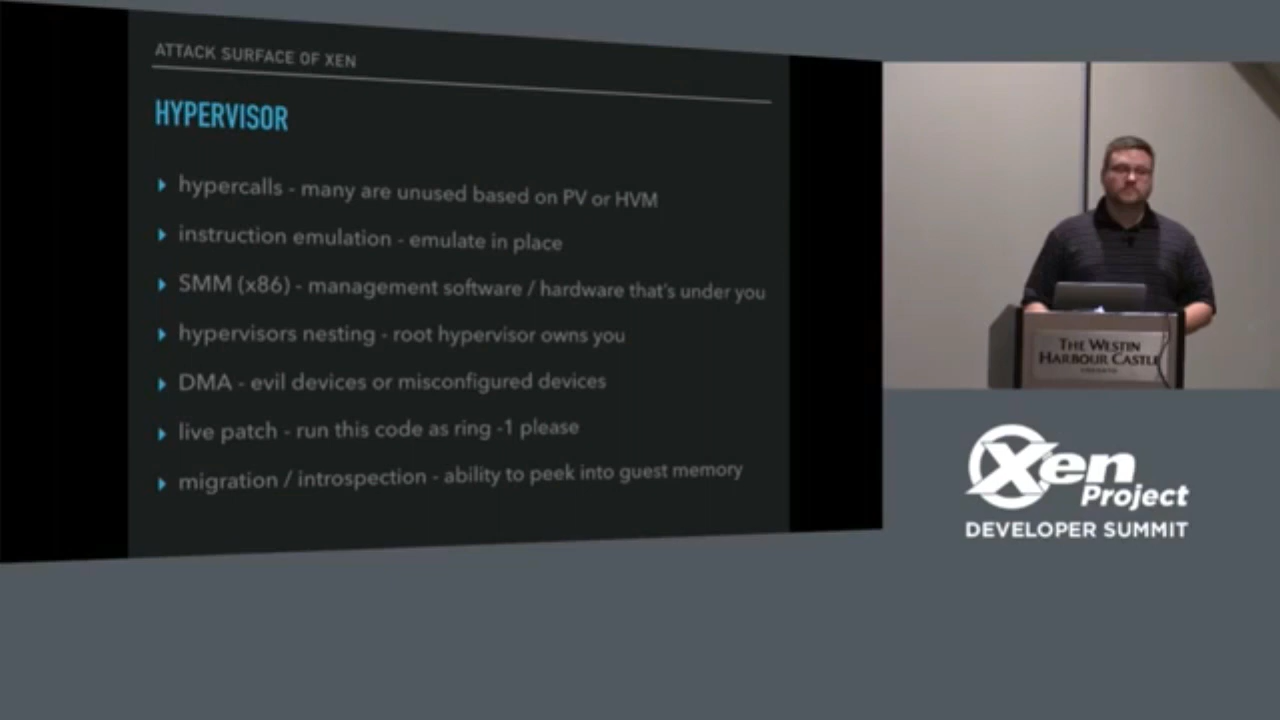 ATTACK SURFACE OF XEN
HYPERVISOR
hypercalls - many are unused based on PV or HVM
instruction emulation - emulate in place
SMM (x86) - management software / hardware that's under you
hypervisors nesting - root hypervisor owns you
DMA - evil devices or misconfigured devices
live patch - run this code as ring -1 please
migration / introspection - ability to peek into guest memory
THE WESTIN
HARBOUR CASTLE
Xen
Project
DEVELOPER SUMMIT